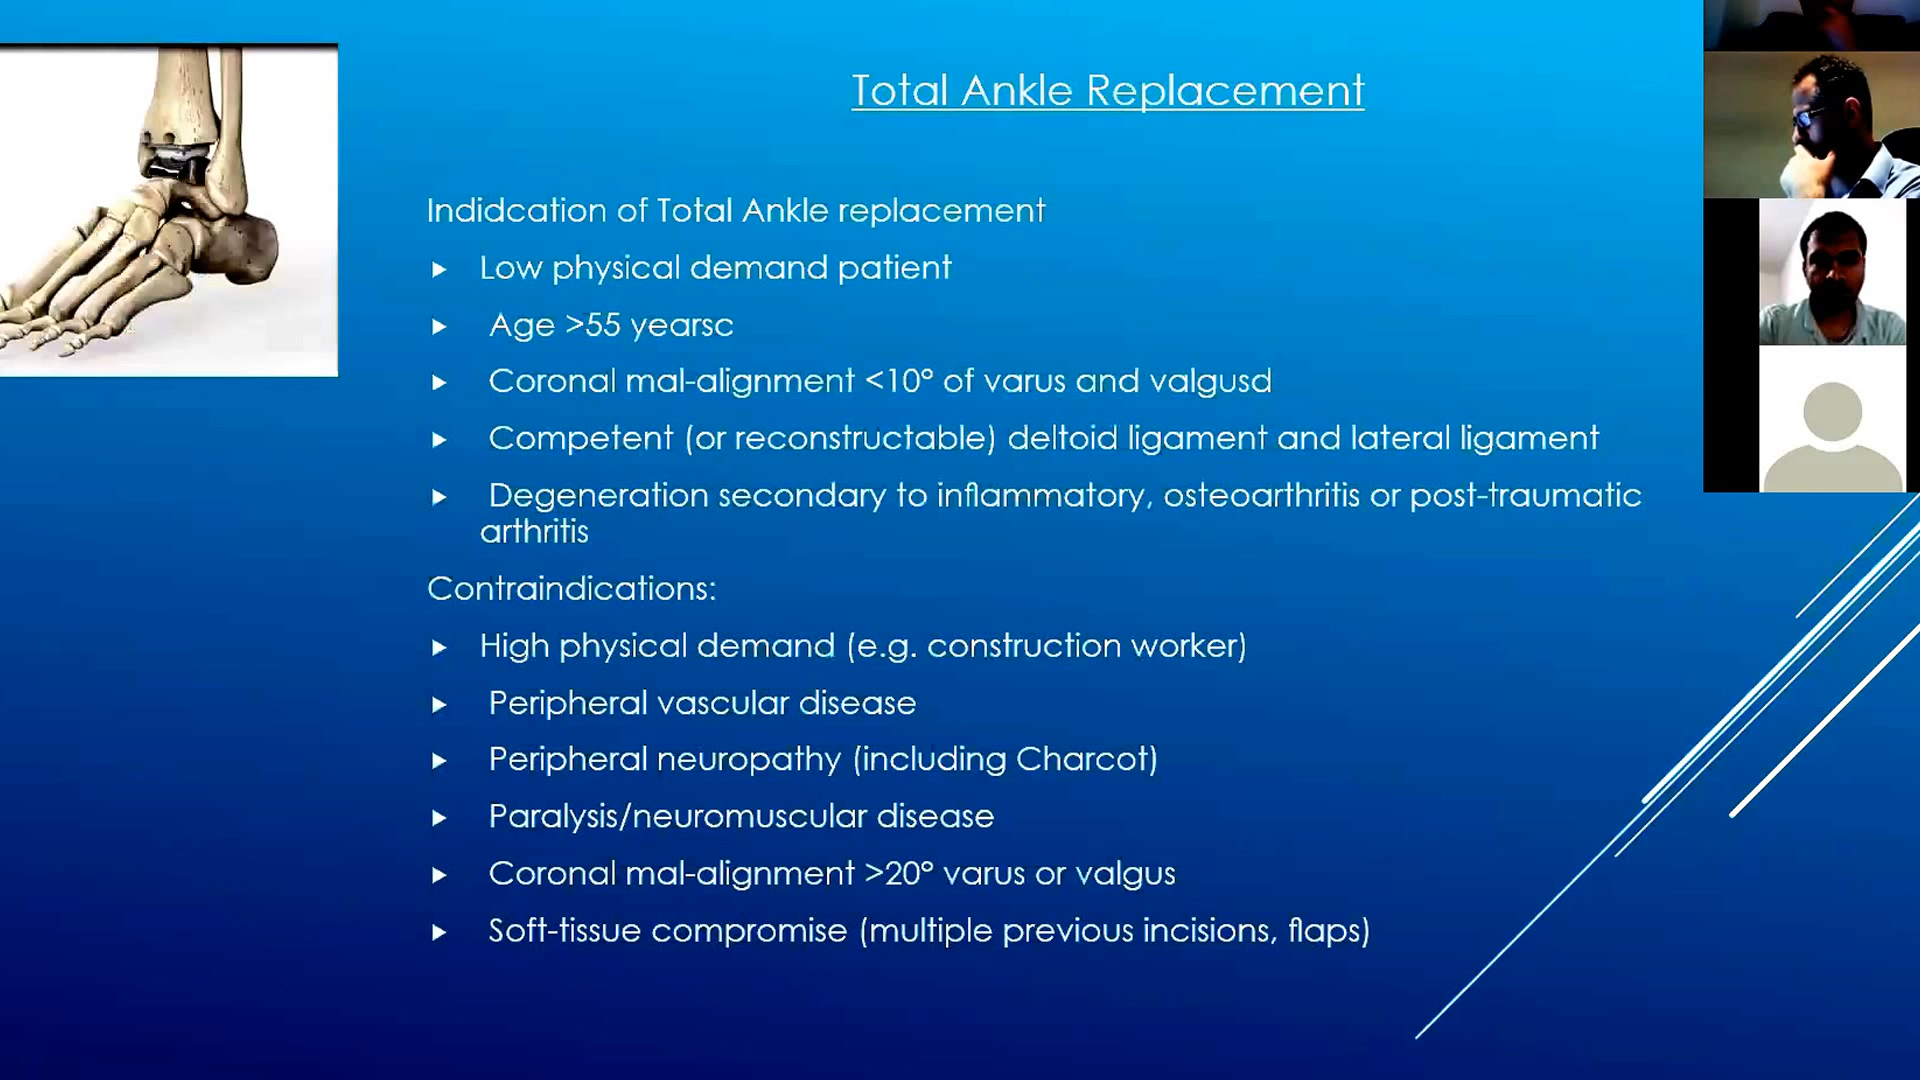 Total Ankle Replacement
Indidcation of Total Ankle replacement
Low physical demand patient
Age >55 yearsc
Coronal mal-alignment <10° of varus and valgusd
Competent (or reconstructable) deltoid ligament and lateral ligament
Degeneration secondary to inflammatory, osteoarthritis or post-traumatic
arthritis
Contraindications:
High physical demand (e.g. construction worker)
Peripheral vascular disease
Peripheral neuropathy (including Charcot)
Paralysis/neuromuscular disease
Coronal mal-alignment >20° varus or valgus
Soft-tissue compromise (multiple previous incisions, flaps)